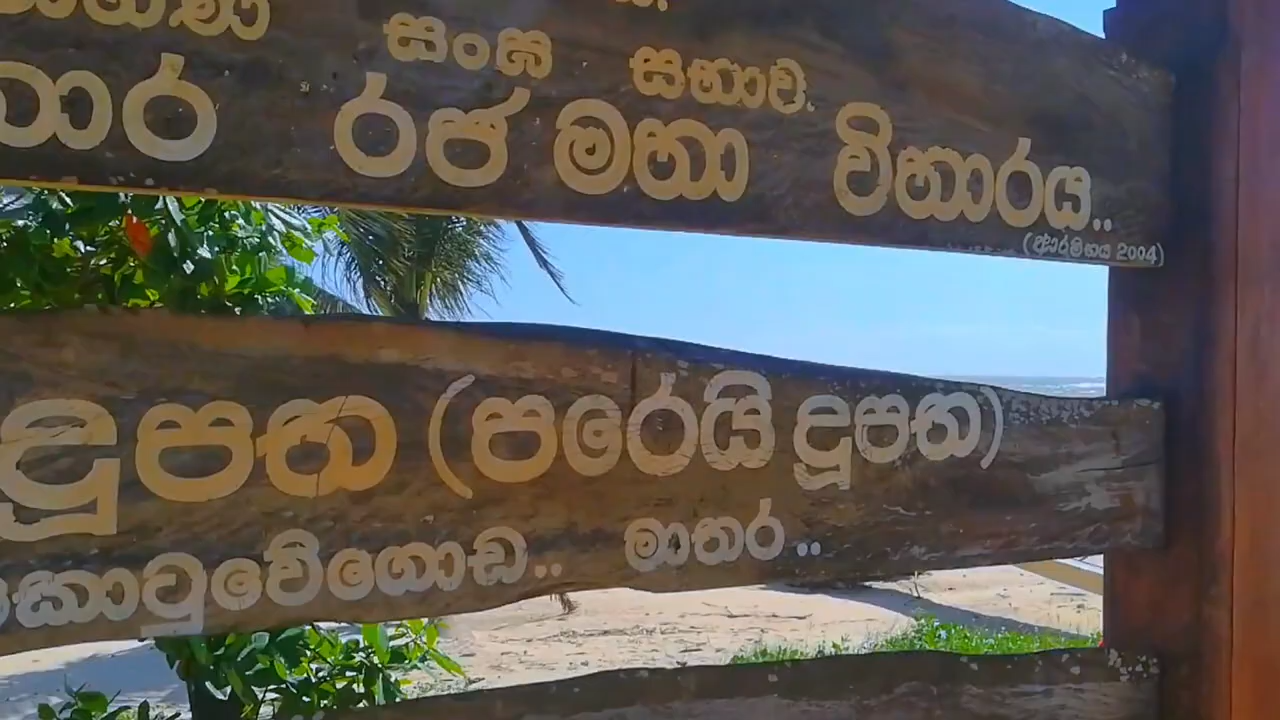 සංඝ සභාව.
රජ මහා විහාරය..
(ආරම්භය 2004)
දූපත (පරෙයි දූපත)
කොටුවේගොඩ.. මාතර..